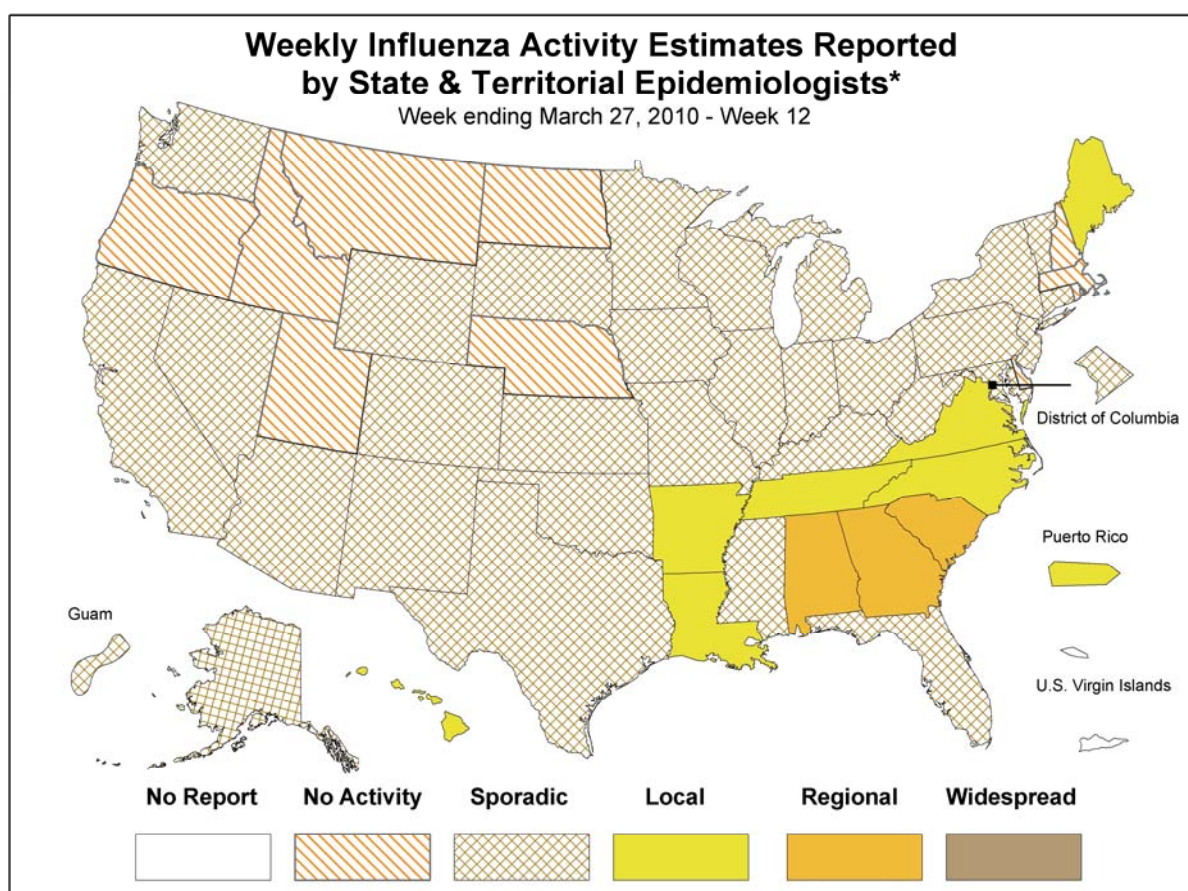 Weekly Influenza Activity Estimates Reported
by State & Territorial Epidemiologists*
Week ending March 27, 2010 - Week 12
District of Columbia
Puerto Rico
Guam
U.S. Virgin Islands
No Report No Activity Sporadic Local Regional Widespread